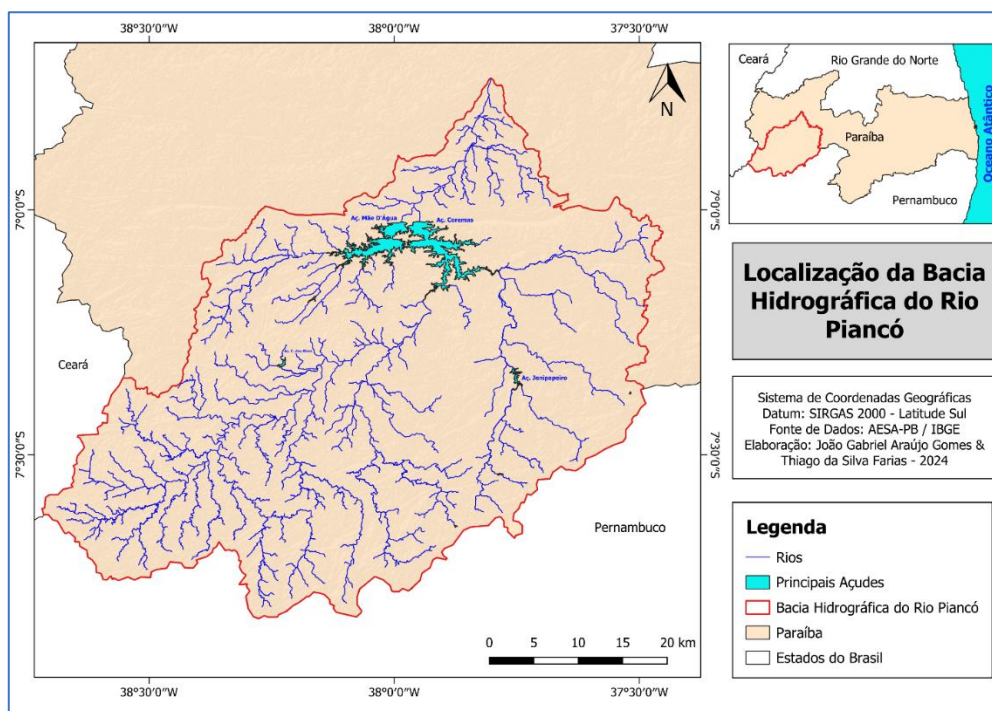 38°30'0"W
38°0'0"W
37°30'0"W
N
7°0'0"S
7°0'0"S
7°30'0"S
7°30'0"S
Aç. Mãe D'Água
Aç. Coremas
Aç. Jenipapeiro
Ceará
Pernambuco
0 5 10 15 20 km
38°30'0"W
38°0'0"W
37°30'0"W
Ceará
Rio Grande do Norte
Paraíba
Pernambuco
Oceano Atântico
Localização da Bacia
Hidrográfica do Rio
Piancó
Sistema de Coordenadas Geográficas
Datum: SIRGAS 2000 - Latitude Sul
Fonte de Dados: AESA-PB / IBGE
Elaboração: João Gabriel Araújo Gomes &
Thiago da Silva Farias - 2024
Legenda
Rios
Principais Açudes
Bacia Hidrográfica do Rio Piancó
Paraíba
Estados do Brasil